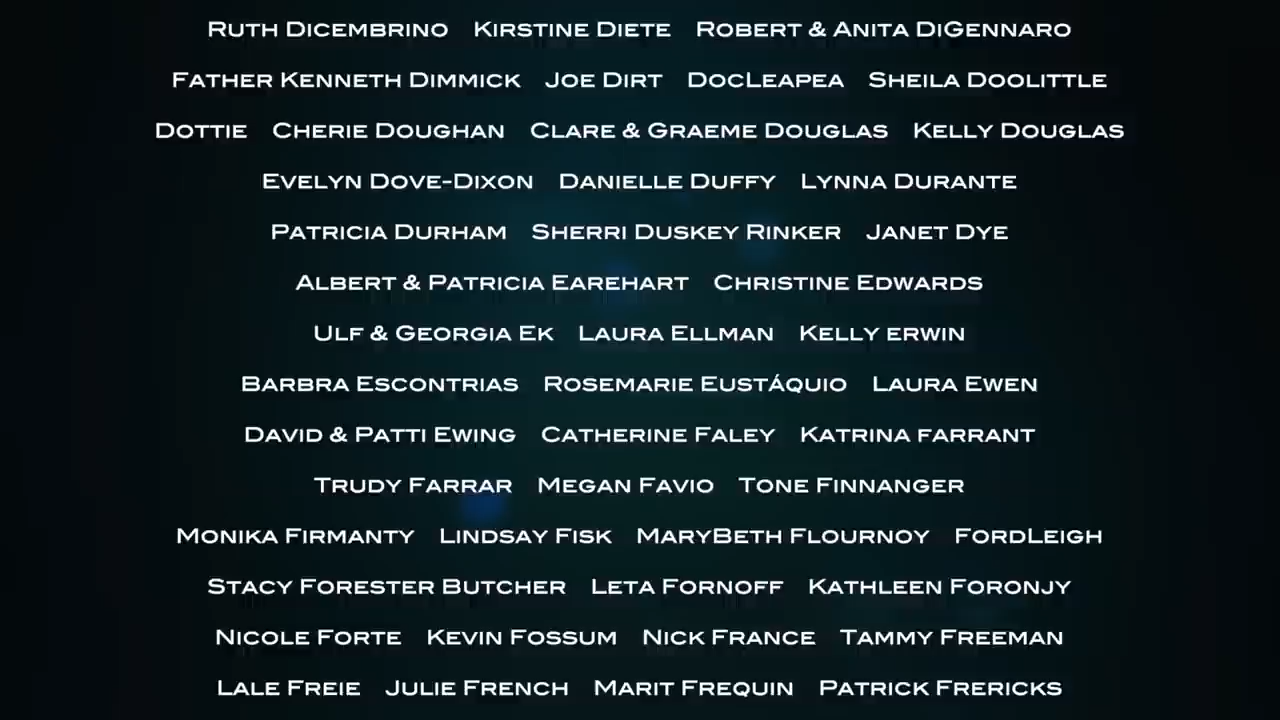 Ruth Dicembrino Kirstine Diete Robert & Anita DiGennaro
Father Kenneth Dimmick Joe Dirt DocLeapea Sheila Doolittle
Dottie Cherie Doughan Clare & Graeme Douglas Kelly Douglas
Evelyn Dove-Dixon Danielle Duffy Lynna Durante
Patricia Durham Sherri Duskey Rinker Janet Dye
Albert & Patricia Earehart Christine Edwards
Ulf & Georgia Ek Laura Ellman Kelly erwin
Barbra Escontrias Rosemarie Eustáquio Laura Ewen
David & Patti Ewing Catherine Faley Katrina farrant
Trudy Farrar Megan Favio Tone Finnanger
Monika Firmanty Lindsay Fisk MaryBeth Flournoy FordLeigh
Stacy Forester Butcher Leta Fornoff Kathleen Foronjy
Nicole Forte Kevin Fossum Nick France Tammy Freeman
Lale Freie Julie French Marit Frequin Patrick Frericks